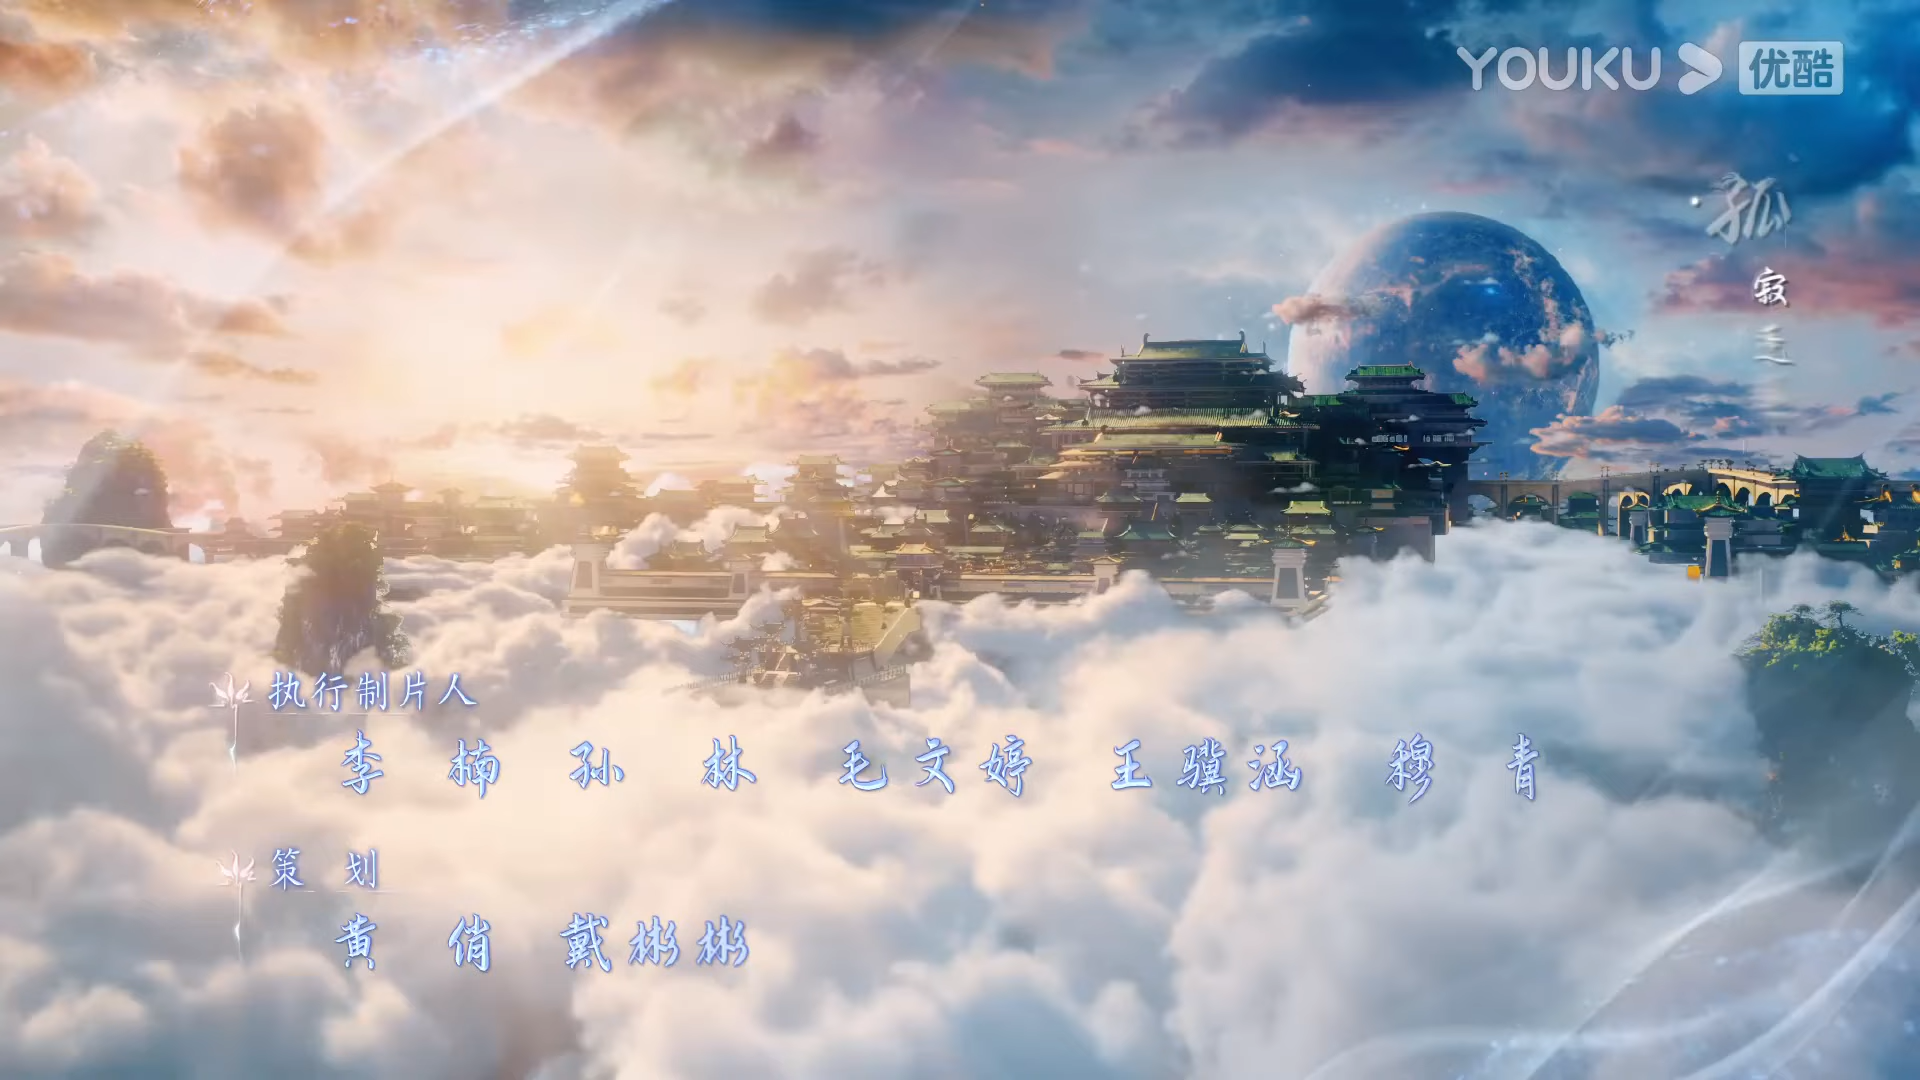 YOUKU 优酷
孤寂
执行制片人
李 楠 孙 林 毛文婷 王骥涵 穆 青
策 划
黄 俏 戴彬彬